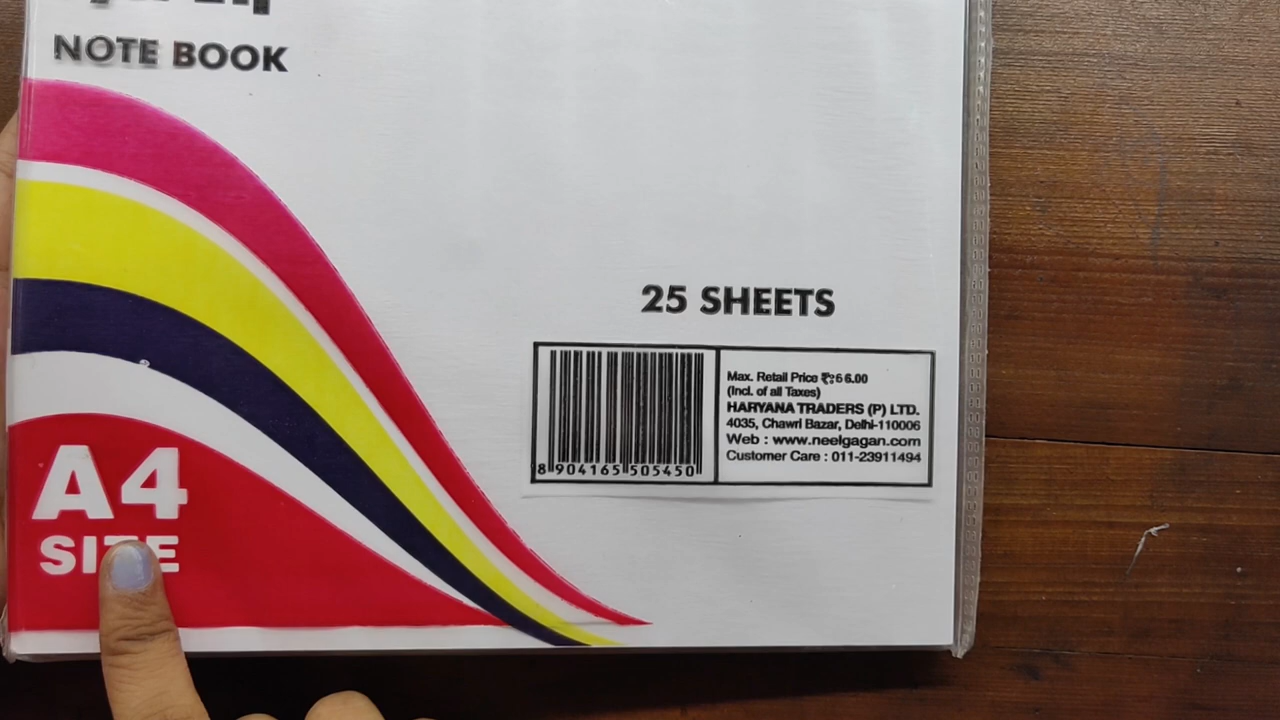 NOTE BOOK
25 SHEETS
8 904165 505450
Max. Retail Price ₹:66.00
(Incl. of all Taxes)
HARYANA TRADERS (P) LTD.
4035, Chawri Bazar, Delhi-110006
Web : www.neelgagan.com
Customer Care : 011-23911494
A4
SIZE